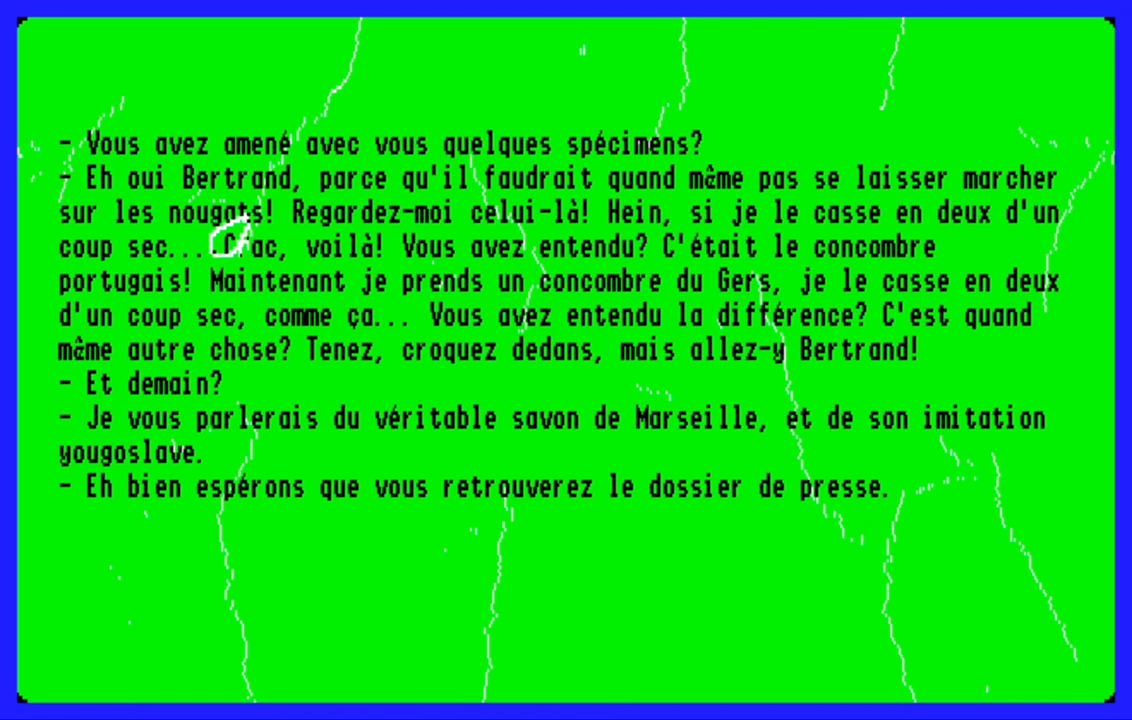 - Vous avez amené avec vous quelques spécimens?
- Eh oui Bertrand, parce qu'il faudrait quand même pas se laisser marcher
sur les nougats! Regardez-moi celui-là! Hein, si je le casse en deux d'un
coup sec... Crac, voilà! Vous avez entendu? C'était le concombre
portugais! Maintenant je prends un concombre du Gers, je le casse en deux
d'un coup sec, comme ça... Vous avez entendu la différence? C'est quand
même autre chose? Tenez, croquez dedans, mais allez-y Bertrand!
- Et demain?
- Je vous parlerais du véritable savon de Marseille, et de son imitation
yougoslave.
- Eh bien espérons que vous retrouverez le dossier de presse.